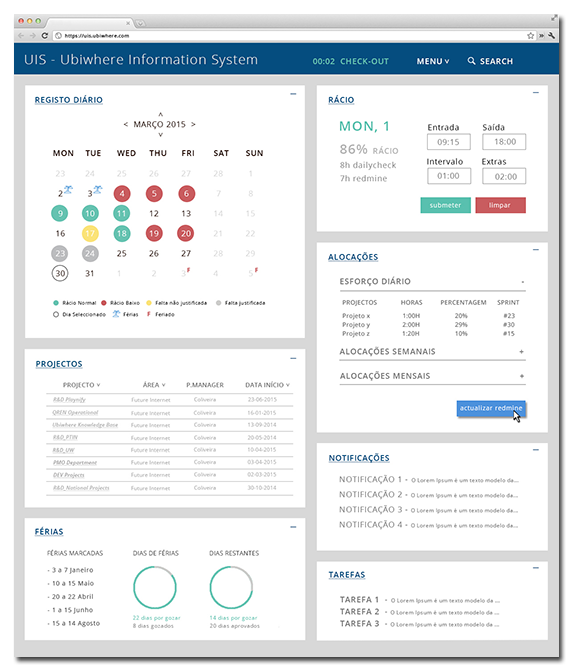 https://uis.ubiwhere.com
UIS - Ubiwhere Information System
00:02 CHECK-OUT
MENU v
SEARCH
REGISTO DIÁRIO
< MARÇO 2015 >
MON TUE WED THU FRI SAT SUN
23 24 25 26 27 28 1
2 3 4 5 6 7 8
9 10 11 12 13 14 15
16 17 18 19 20 21 22
23 24 25 26 27 28 29
30 31 1 2 3 F 4 5 F
Rácio Normal Rácio Baixo Falta não justificada Falta justificada
Dia Seleccionado Férias F Feriado
PROJECTOS
PROJECTO v ÁREA v P.MANAGER DATA INÍCIO v
R&D Playnify Future Internet Coliveira 23-06-2015
QREN Operational Future Internet Coliveira 16-01-2015
Ubiwhere Knowledge Base Future Internet Coliveira 13-09-2014
R&D_PTIN Future Internet Coliveira 20-05-2014
R&D_UW Future Internet Coliveira 10-04-2015
PMO Department Future Internet Coliveira 03-04-2015
DEV Projects Future Internet Coliveira 02-03-2015
R&D_National Projects Future Internet Coliveira 30-10-2014
FÉRIAS
FÉRIAS MARCADAS
- 3 a 7 Janeiro
- 10 a 15 Maio
- 20 a 22 Abril
- 1 a 15 Junho
- 15 a 14 Agosto
DIAS DE FÉRIAS
22 dias por gozar
8 dias gozados
DIAS RESTANTES
14 dias por gozar
20 dias aprovados
RÁCIO
MON, 1
86% RÁCIO
8h dailycheck
7h redmine
Entrada Saída
09:15 18:00
Intervalo Extras
01:00 02:00
submeter limpar
ALOCAÇÕES
ESFORÇO DIÁRIO -
PROJECTOS HORAS PERCENTAGEM SPRINT
Projeto x 1:00H 20% #23
Projeto y 2:00H 29% #30
Projeto z 1:20H 10% #15
ALOCAÇÕES SEMANAIS +
ALOCAÇÕES MENSAIS +
actualizar redmine
NOTIFICAÇÕES
NOTIFICAÇÃO 1 • O Lorem Ipsum é um texto modelo da...
NOTIFICAÇÃO 2 • O Lorem Ipsum é um texto modelo da...
NOTIFICAÇÃO 3 • O Lorem Ipsum é um texto modelo da...
NOTIFICAÇÃO 4 • O Lorem Ipsum é um texto modelo da...
TAREFAS
TAREFA 1 • O Lorem Ipsum é um texto modelo da ...
TAREFA 2 • O Lorem Ipsum é um texto modelo da ...
TAREFA 3 • O Lorem Ipsum é um texto modelo da ...